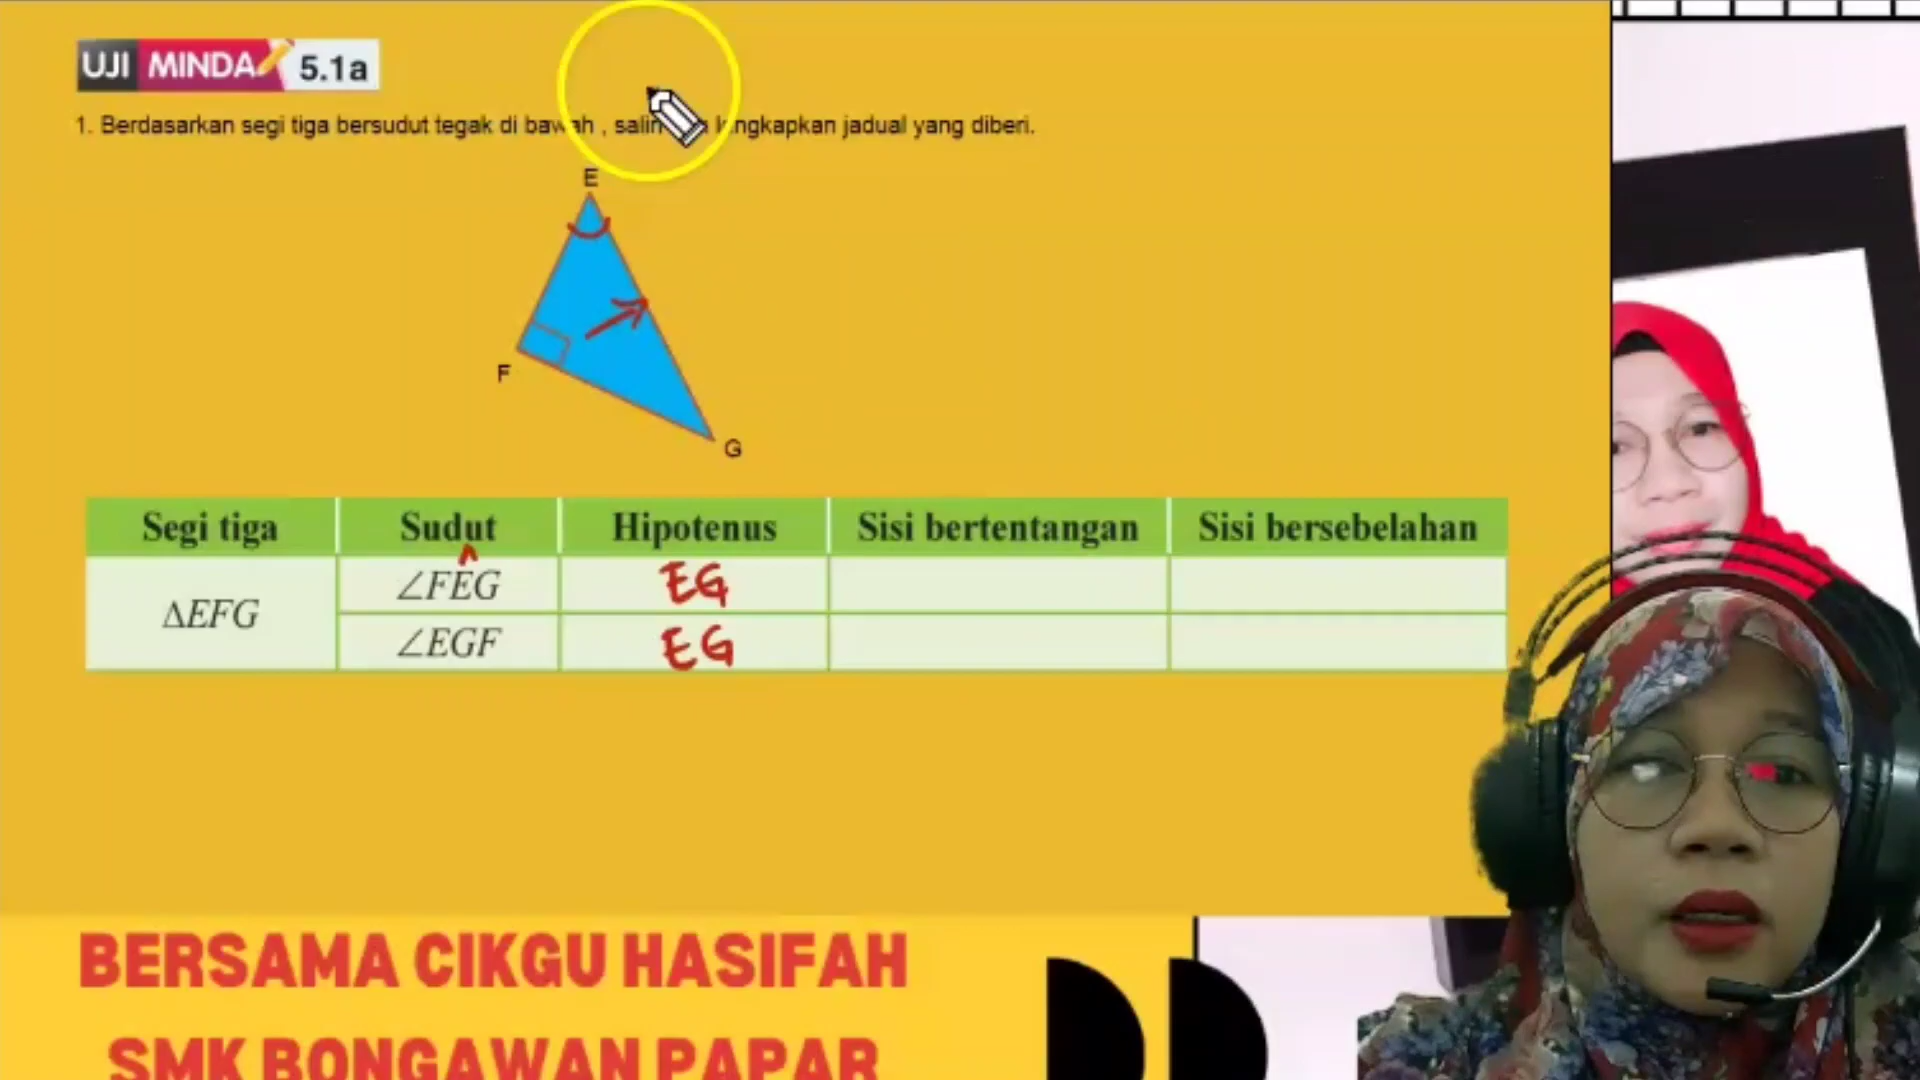 UJI MINDA 5.1a
1. Berdasarkan segi tiga bersudut tegak di bawah , salin lengkapkan jadual yang diberi.
E
F
G
Segi tiga Sudut Hipotenus Sisi bertentangan Sisi bersebelahan
ΔEFG ∠FEG EG
∠EGF EG
BERSAMA CIKGU HASIFAH
SMK BONGAWAN PAPAR